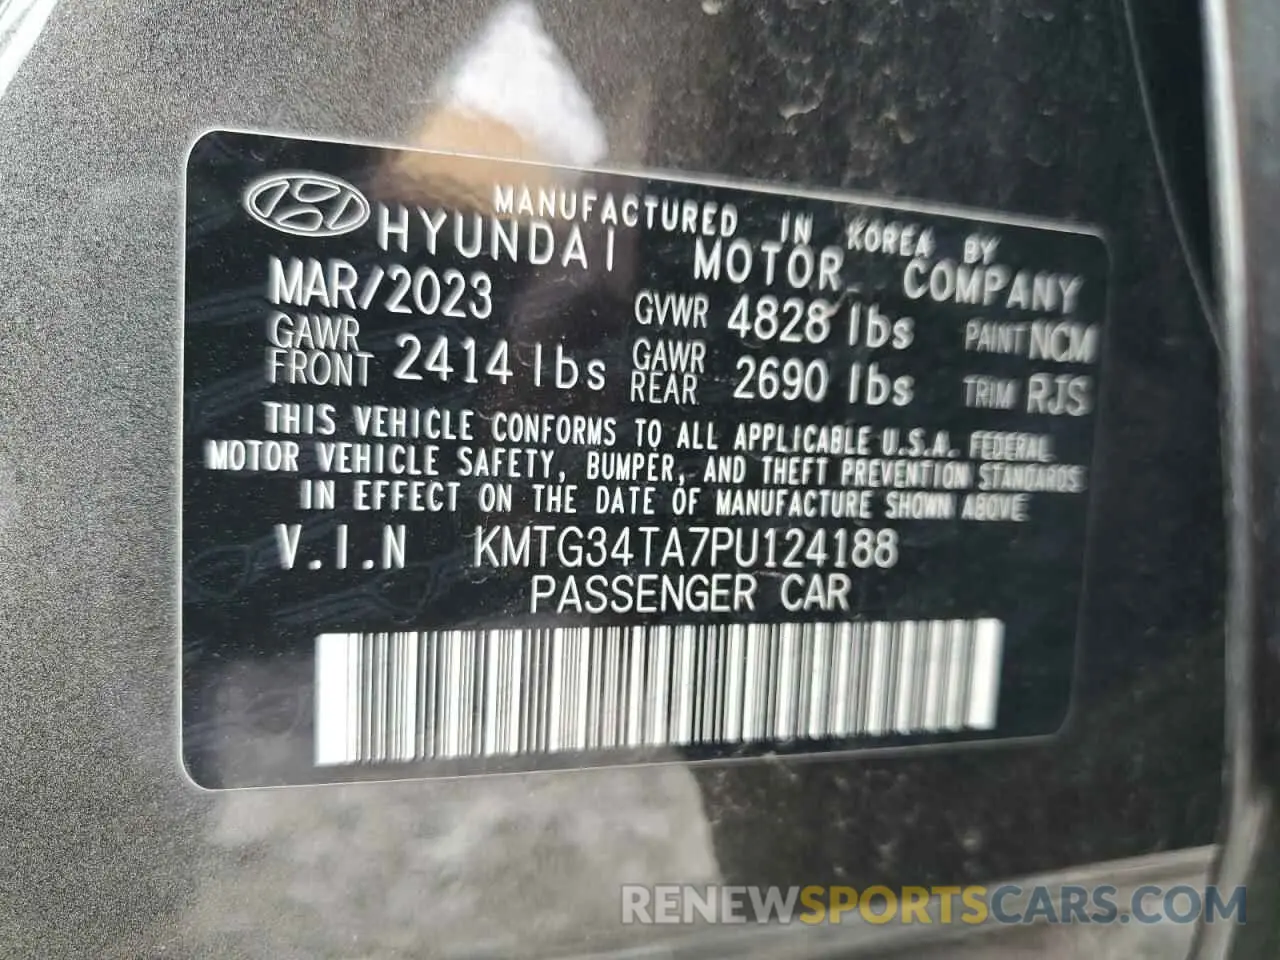 MANUFACTURED IN KOREA BY
HYUNDAI MOTOR COMPANY
MAR/2023 GVWR 4828 lbs PAINT NCM
GAWR FRONT 2414 lbs GAWR REAR 2690 lbs TRIM RJS
THIS VEHICLE CONFORMS TO ALL APPLICABLE U.S.A. FEDERAL
MOTOR VEHICLE SAFETY, BUMPER, AND THEFT PREVENTION STANDARDS
IN EFFECT ON THE DATE OF MANUFACTURE SHOWN ABOVE
V.I.N KMTG34TA7PU124188
PASSENGER CAR
RENEWSPORTSCARS.COM